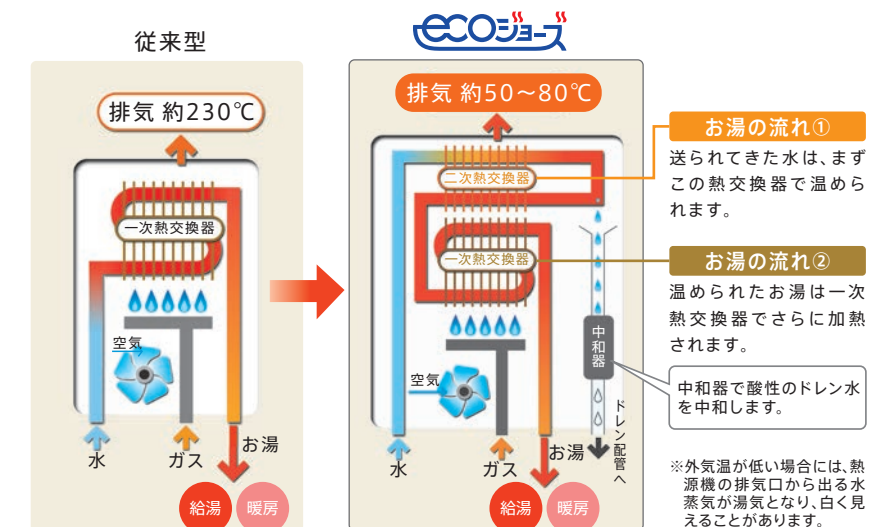 従来型
排気 約230℃
一次熱交換器
空気
水
ガス
お湯
給湯
暖房
ecoジョーズ
排気 約50〜80℃
二次熱交換器
一次熱交換器
中和器
空気
水
ガス
お湯
ドレン配管へ
給湯
暖房
お湯の流れ①
送られてきた水は、まず
この熱交換器で温めら
れます。
お湯の流れ②
温められたお湯は一次
熱交換器でさらに加熱
されます。
中和器で酸性のドレン水
を中和します。
※外気温が低い場合には、熱
源機の排気口から出る水
蒸気が湯気となり、白く見
えることがあります。